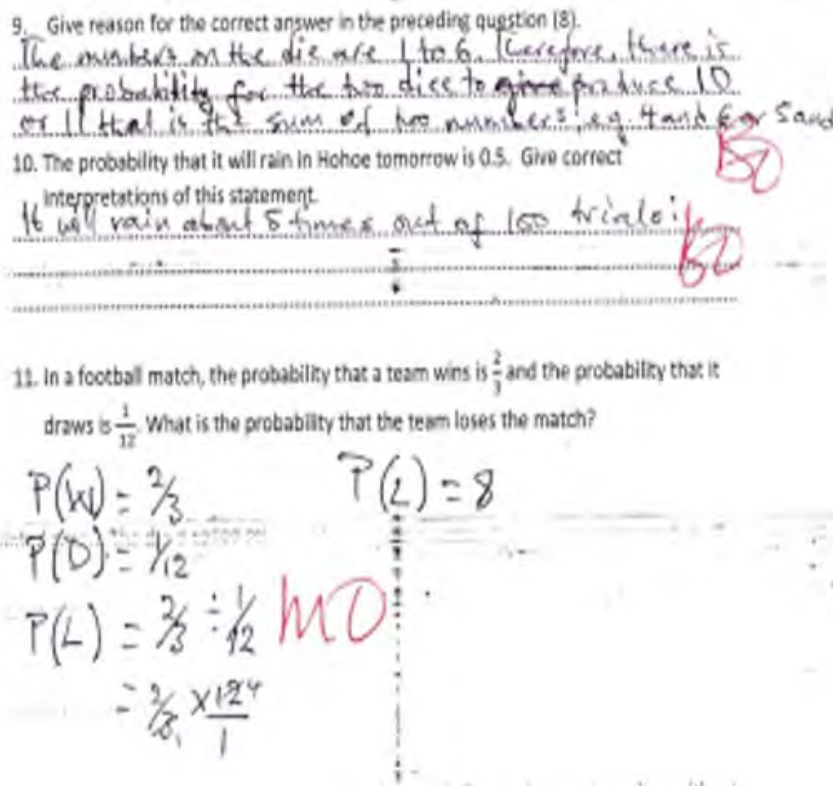 9. Give reason for the correct answer in the preceding question (8).
The numbers on the die are 1 to 6. Therefore, there is
the probability for the two dice to give produce 10
or 11 that is the sum of two numbers, eg. 4 and 6 or 5 and
B0
10. The probability that it will rain in Hohoe tomorrow is 0.5. Give correct
interpretations of this statement.
It will rain about 5 times out of 100 trials.
B0
11. In a football match, the probability that a team wins is 2/3 and the probability that it
draws is 1/12. What is the probability that the team loses the match?
P(W) = 2/3
P(D) = 1/12
P(L) = 2/3 ÷ 1/12
M0
= 2/3 × 12 4/1
P(L) = 8